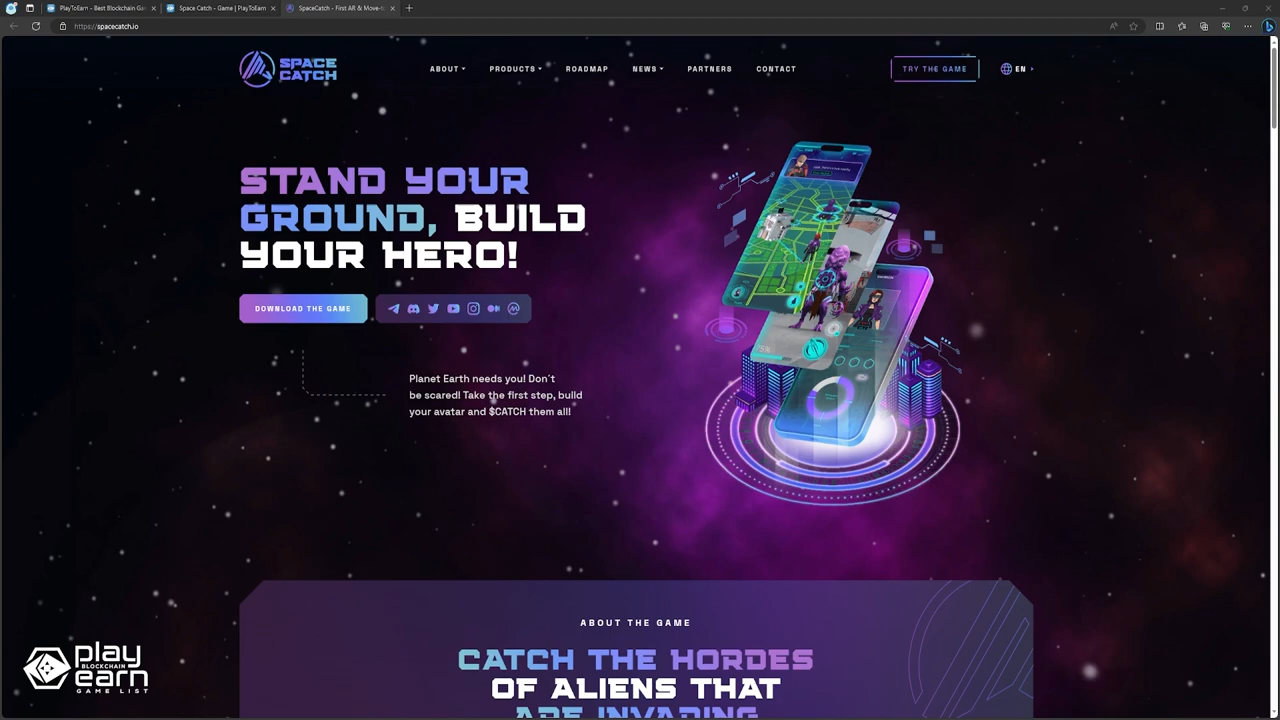 PlayToEarn - Best Blockchain Ga
Space Catch - Game | PlayToEarn
SpaceCatch - First AR & Move-t
https://spacecatch.io
SPACE
CATCH
ABOUT
PRODUCTS
ROADMAP
NEWS
PARTNERS
CONTACT
TRY THE GAME
EN
STAND YOUR
GROUND, BUILD
YOUR HERO!
DOWNLOAD THE GAME
Planet Earth needs you! Don't
be scared! Take the first step, build
your avatar and $CATCH them all!
ABOUT THE GAME
CATCH THE HORDES
OF ALIENS THAT
ARE INVADING
play
BLOCKCHAIN
earn
GAME LIST